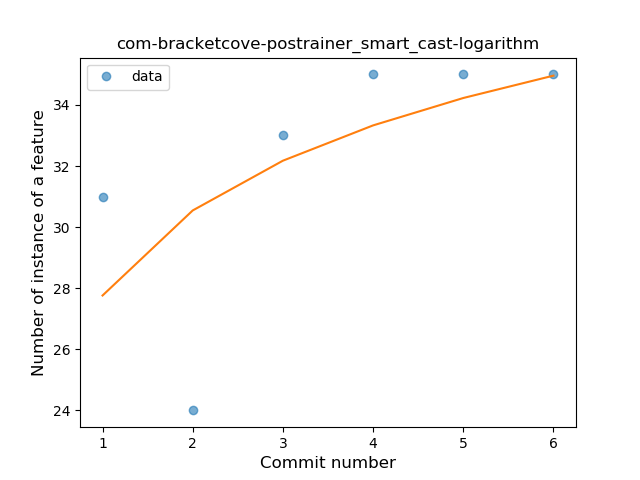 com-bracketcove-postrainer_smart_cast-logarithm
data
Number of instance of a feature
34
32
30
28
26
24
1 2 3 4 5 6
Commit number